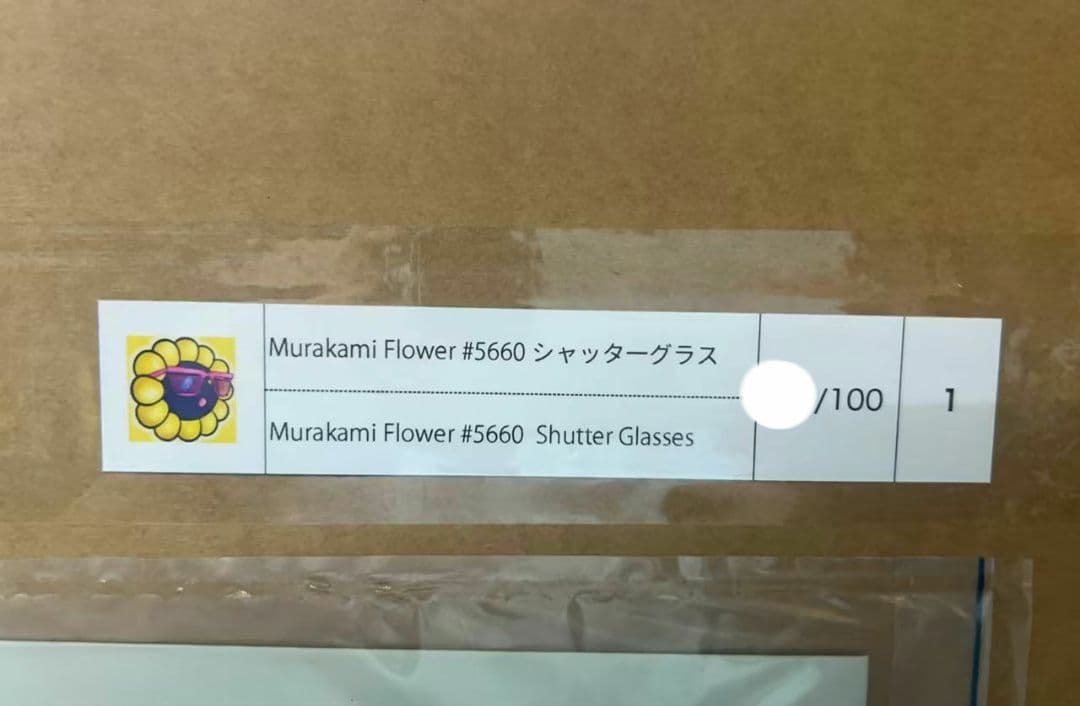 Murakami Flower #5660 シャッターグラス
Murakami Flower #5660 Shutter Glasses
/100
1